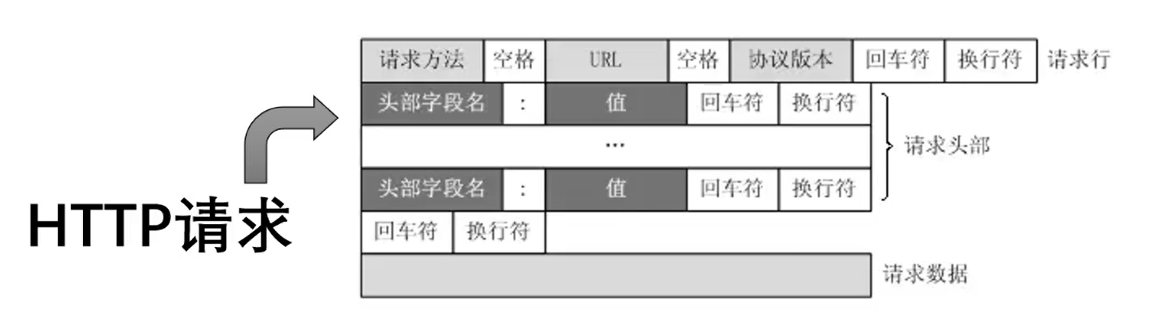 请求方法 空格 URL 空格 协议版本 回车符 换行符 请求行
头部字段名 : 值 回车符 换行符
... 请求头部
头部字段名 : 值 回车符 换行符
HTTP请求
回车符 换行符
请求数据